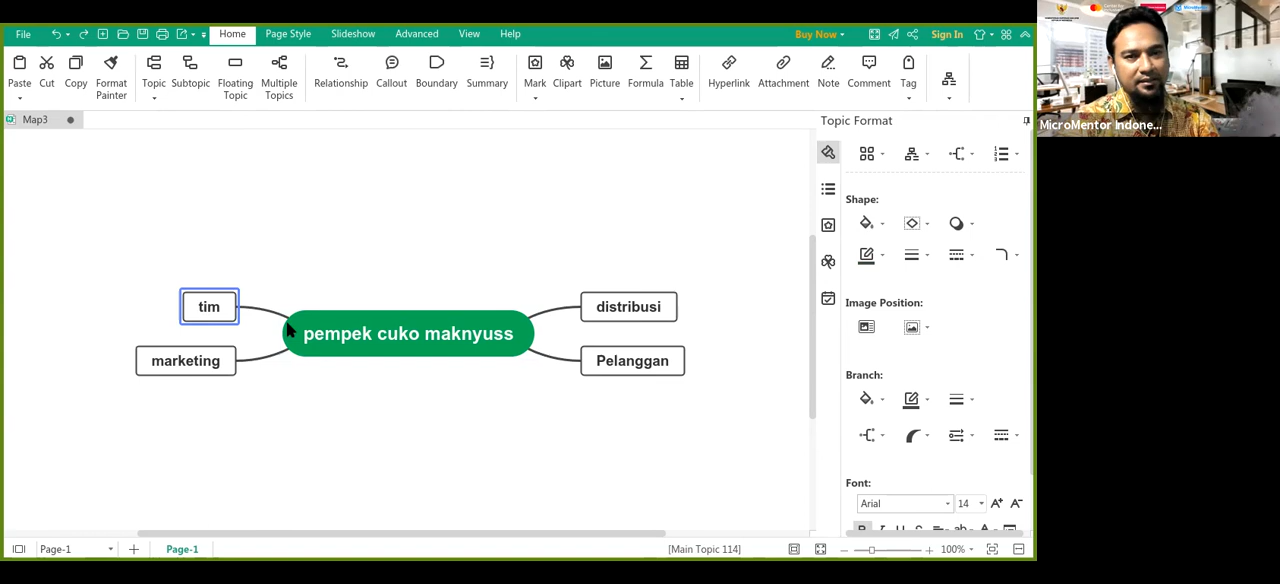 File Home Page Style Slideshow Advanced View Help Buy Now Sign In
Paste Cut Copy Format Painter Topic Subtopic Floating Topic Multiple Topics Relationship Callout Boundary Summary Mark Clipart Picture Formula Table Hyperlink Attachment Note Comment Tag
Map3
Topic Format
Shape:
tim
distribusi
pempek cuko maknyuss
marketing
Pelanggan
Image Position:
Branch:
Font:
Arial 14 A+ A-
Page-1 Page-1 [Main Topic 114] 100%
MicroMentor Indone...